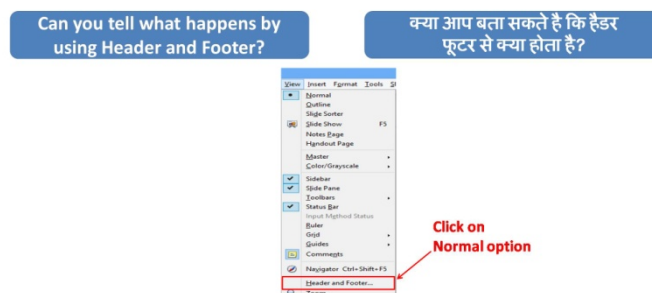 Can you tell what happens by
using Header and Footer?
क्या आप बता सकते है कि हैडर
फूटर से क्या होता है?
View Insert Format Tools
Normal
Outline
Slide Sorter
Slide Show F5
Notes Page
Handout Page
Master
Color/Grayscale
Sidebar
Slide Pane
Toolbars
Status Bar
Input Method Status
Ruler
Grid
Guides
Comments
Navigator Ctrl+Shift+F5
Header and Footer...
Click on
Normal option